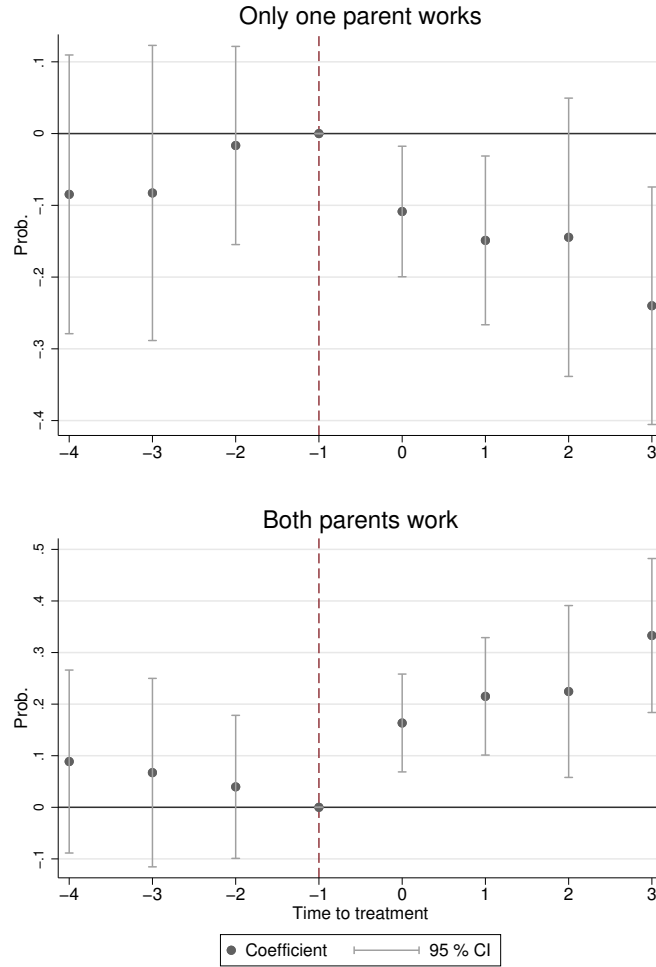 Only one parent works
.1
0
-.1
-.2
-.3
-.4
Prob.
-4 -3 -2 -1 0 1 2 3
Both parents work
.5
.4
.3
.2
.1
0
-.1
Prob.
-4 -3 -2 -1 0 1 2 3
Time to treatment
Coefficient 95 % CI